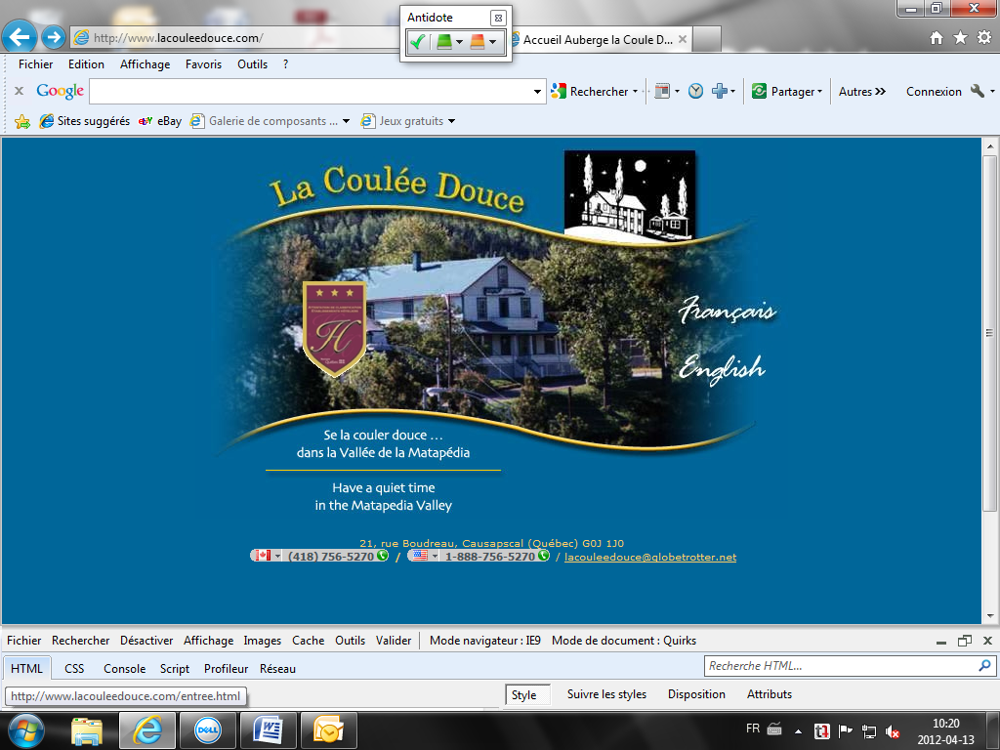 Antidote
http://www.lacouleedouce.com/
Accueil Auberge la Coule D...
Fichier Edition Affichage Favoris Outils ?
Google Rechercher Partager Autres Connexion
Sites suggérés eBay Galerie de composants ... Jeux gratuits
La Coulée Douce
H
Français
English
Se la couler douce ...
dans la Vallée de la Matapédia
Have a quiet time
in the Matapedia Valley
21, rue Boudreau, Causapscal (Québec) G0J 1J0
(418) 756-5270 / 1-888-756-5270 / lacouleedouce@globetrotter.net
Fichier Rechercher Désactiver Affichage Images Cache Outils Valider Mode navigateur : IE9 Mode de document : Quirks
HTML CSS Console Script Profileur Réseau Recherche HTML...
http://www.lacouleedouce.com/entree.html Style Suivre les styles Disposition Attributs
DELL
FR 10:20
2012-04-13